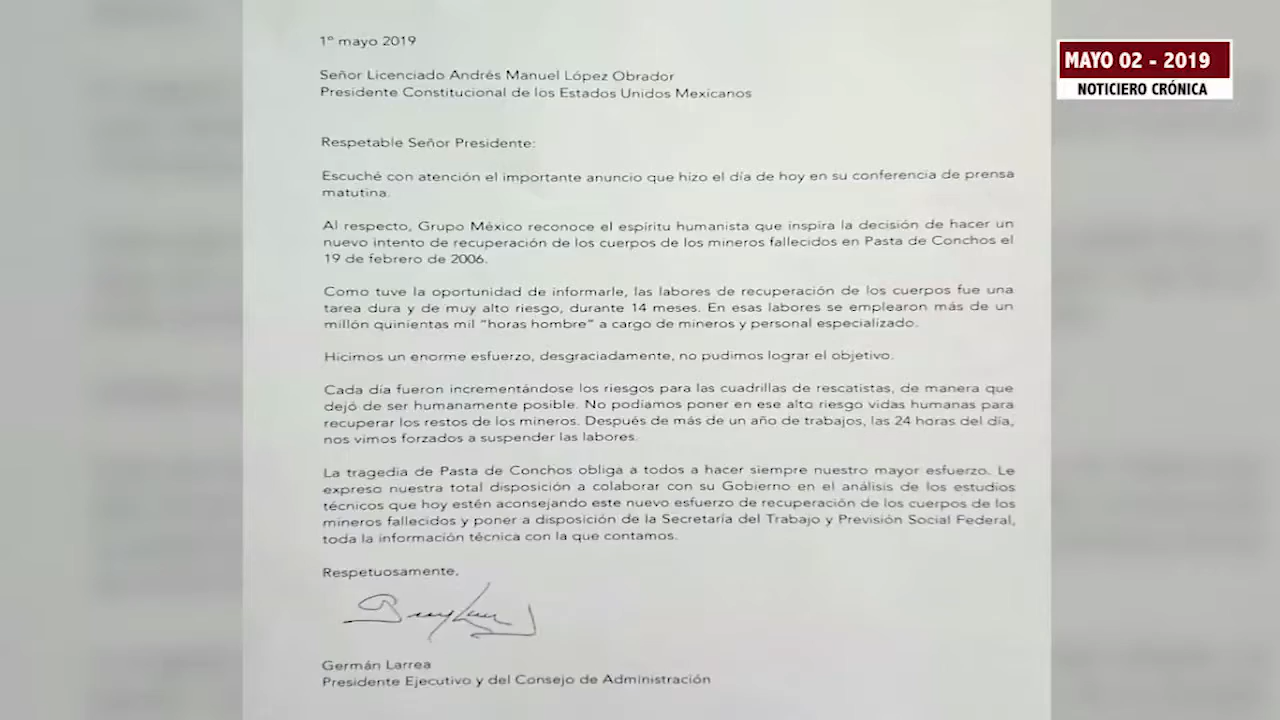 1º mayo 2019
MAYO 02 - 2019
NOTICIERO CRÓNICA
Señor Licenciado Andrés Manuel López Obrador
Presidente Constitucional de los Estados Unidos Mexicanos
Respetable Señor Presidente:
Escuché con atención el importante anuncio que hizo el día de hoy en su conferencia de prensa
matutina.
Al respecto, Grupo México reconoce el espíritu humanista que inspira la decisión de hacer un
nuevo intento de recuperación de los cuerpos de los mineros fallecidos en Pasta de Conchos el
19 de febrero de 2006.
Como tuve la oportunidad de informarle, las labores de recuperación de los cuerpos fue una
tarea dura y de muy alto riesgo, durante 14 meses. En esas labores se emplearon más de un
millón quinientas mil “horas hombre” a cargo de mineros y personal especializado.
Hicimos un enorme esfuerzo, desgraciadamente, no pudimos lograr el objetivo.
Cada día fueron incrementándose los riesgos para las cuadrillas de rescatistas, de manera que
dejó de ser humanamente posible. No podíamos poner en ese alto riesgo vidas humanas para
recuperar los restos de los mineros. Después de más de un año de trabajos, las 24 horas del día,
nos vimos forzados a suspender las labores.
La tragedia de Pasta de Conchos obliga a todos a hacer siempre nuestro mayor esfuerzo. Le
expreso nuestra total disposición a colaborar con su Gobierno en el análisis de los estudios
técnicos que hoy estén aconsejando este nuevo esfuerzo de recuperación de los cuerpos de los
mineros fallecidos y poner a disposición de la Secretaría del Trabajo y Previsión Social Federal,
toda la información técnica con la que contamos.
Respetuosamente,
Germán Larrea
Presidente Ejecutivo y del Consejo de Administración